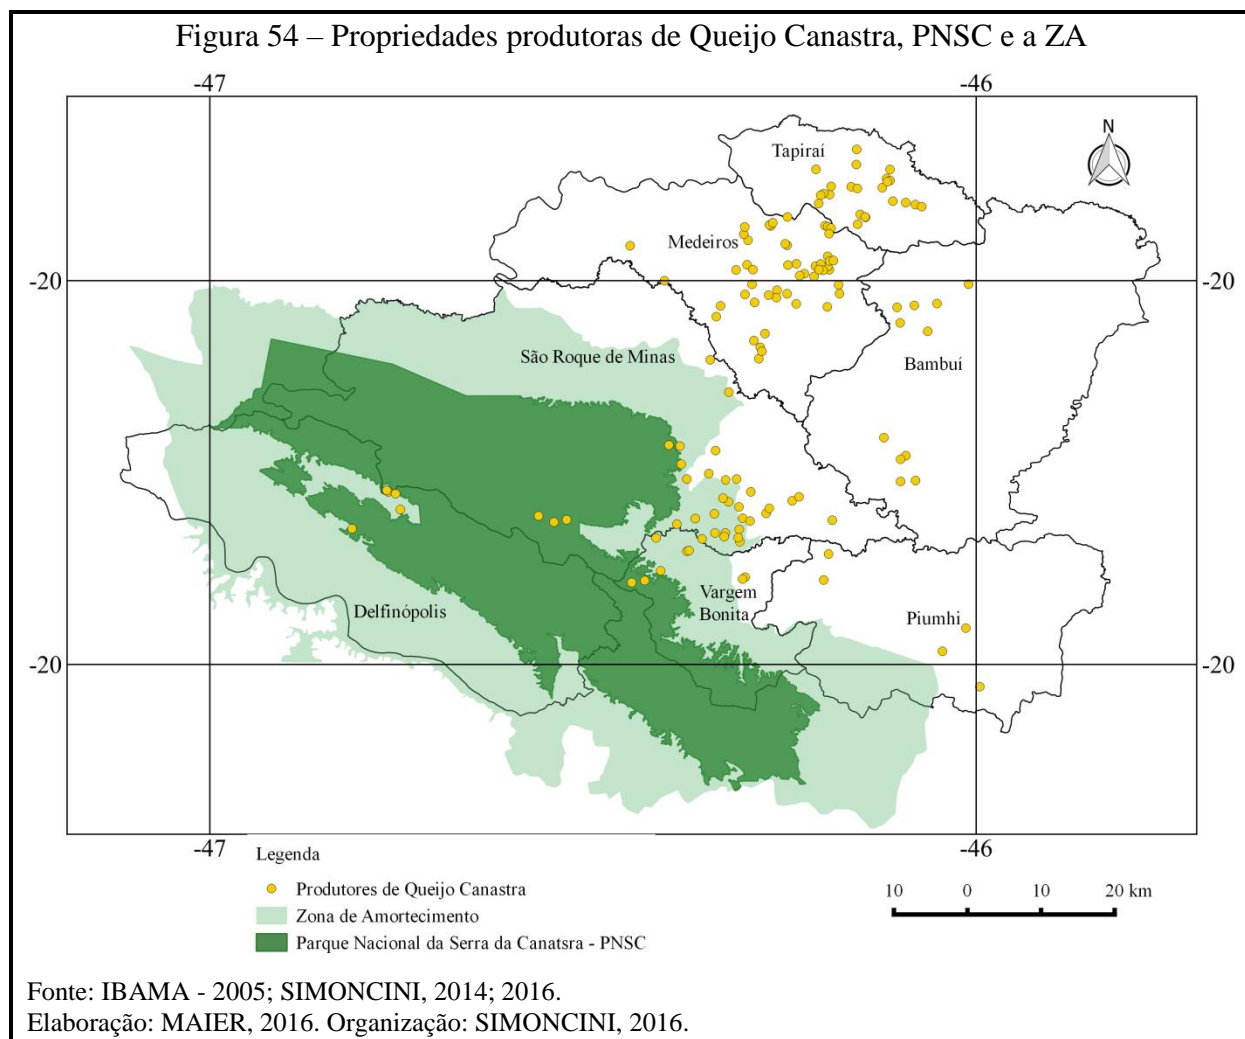 Figura 54 – Propriedades produtoras de Queijo Canastra, PNSC e a ZA
-47
-46
N
Tapiraí
Medeiros
-20
-20
São Roque de Minas
Bambuí
Delfinópolis
Vargem
Bonita
Piumhi
-20
-20
-47
-46
Legenda
Produtores de Queijo Canastra
Zona de Amortecimento
Parque Nacional da Serra da Canatsra - PNSC
10 0 10 20 km
Fonte: IBAMA - 2005; SIMONCINI, 2014; 2016.
Elaboração: MAIER, 2016. Organização: SIMONCINI, 2016.